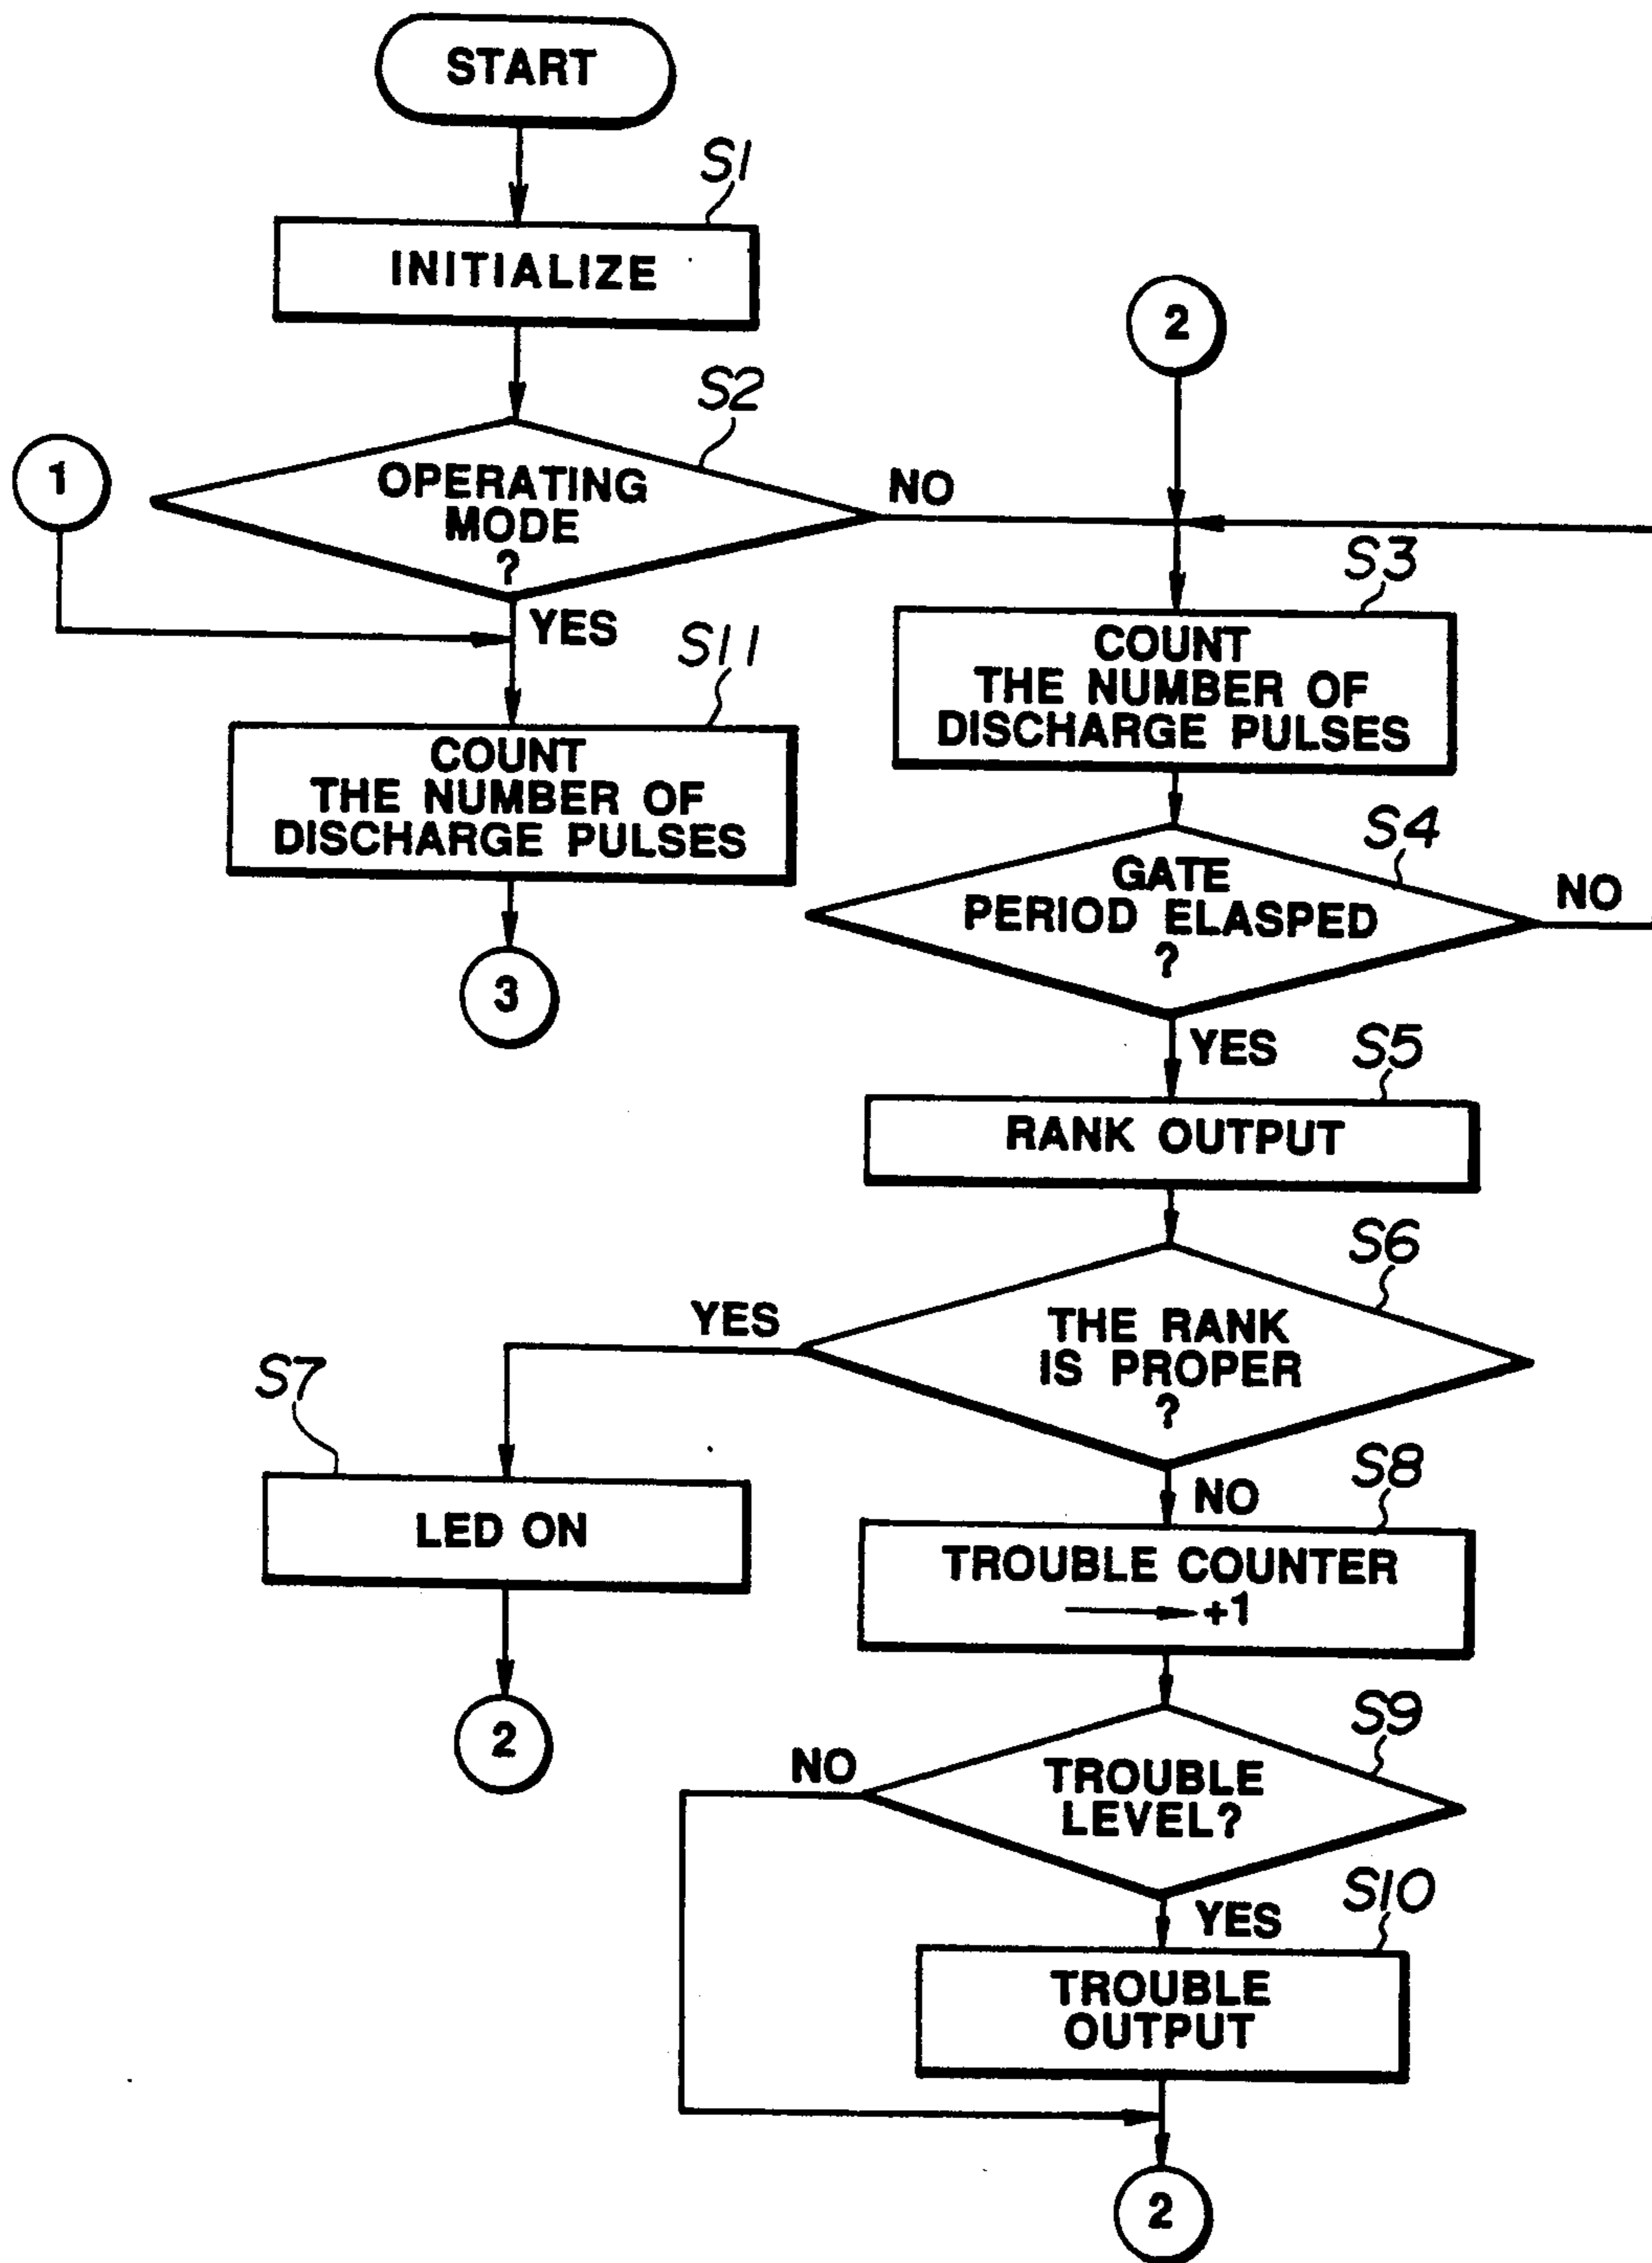 START
S1
INITIALIZE
S2
1
OPERATING
MODE
?
NO
YES
S11
COUNT
THE NUMBER OF
DISCHARGE PULSES
3
2
S3
COUNT
THE NUMBER OF
DISCHARGE PULSES
S4
GATE
PERIOD ELASPED
?
NO
YES
S5
RANK OUTPUT
S6
THE RANK
IS PROPER
?
YES
S7
LED ON
2
NO
S8
TROUBLE COUNTER
→ +1
S9
TROUBLE
LEVEL?
NO
YES
S10
TROUBLE
OUTPUT
2